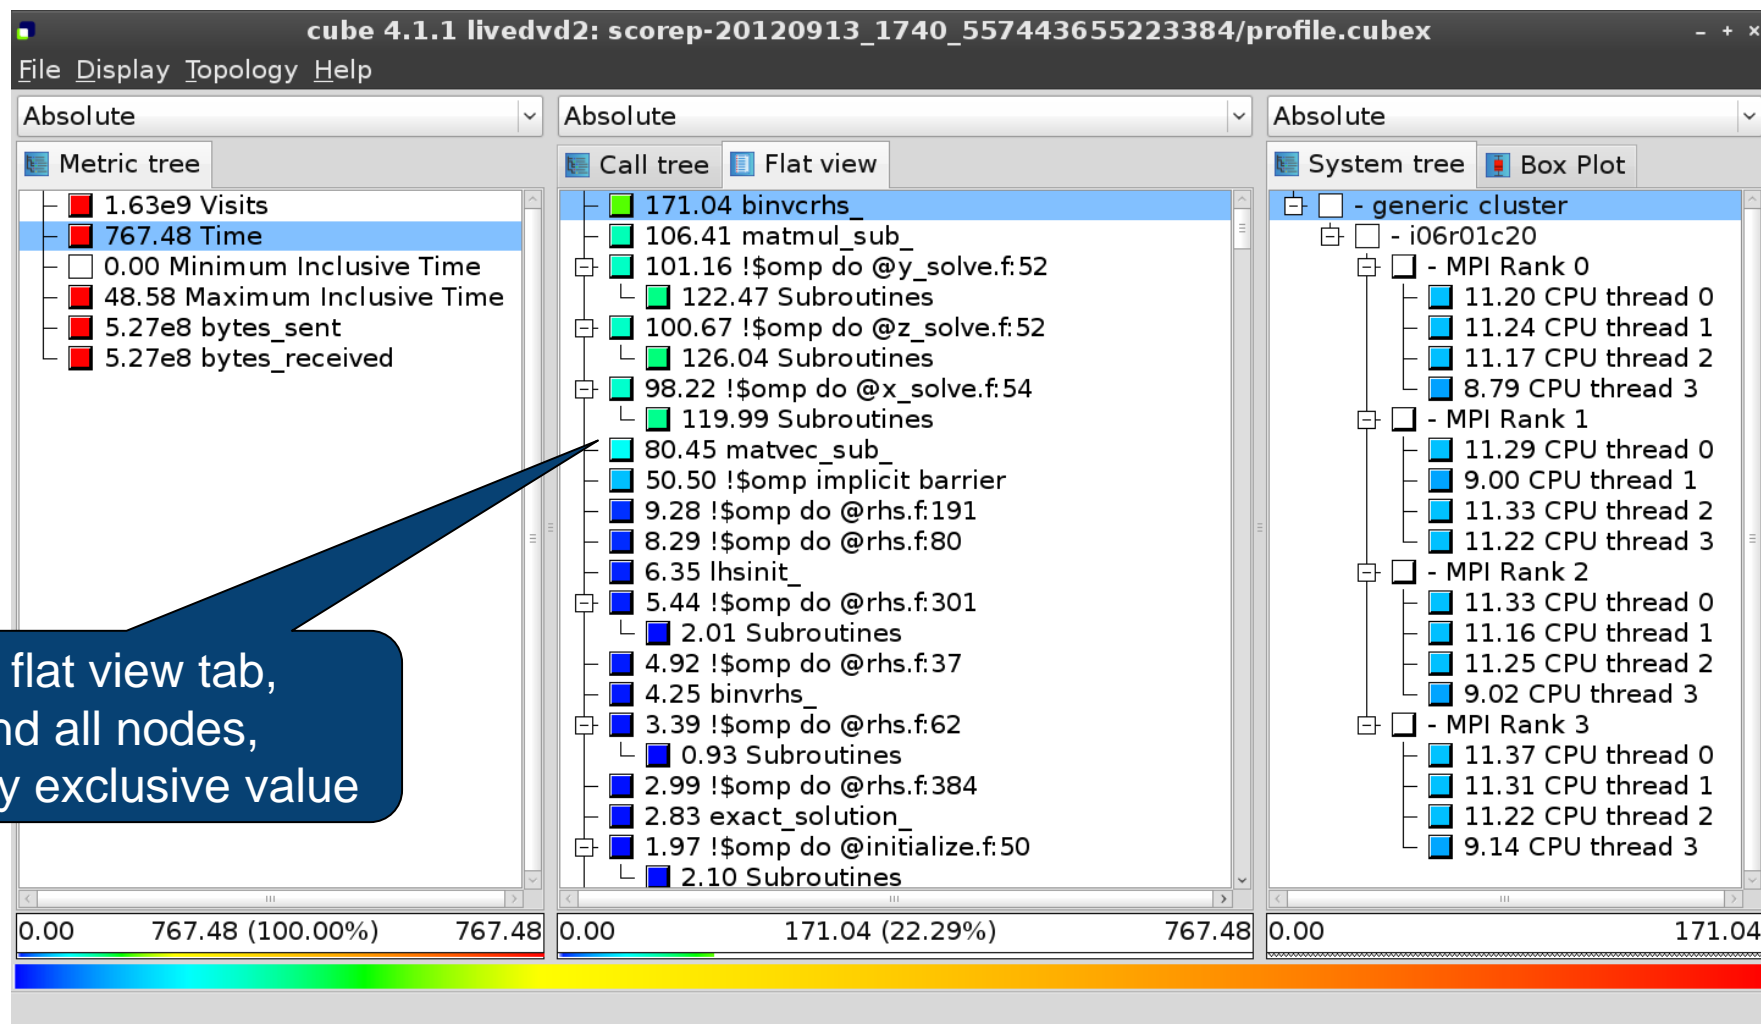 cube 4.1.1 livedvd2: scorep-20120913_1740_557443655223384/profile.cubex
File Display Topology Help
Absolute
Metric tree
1.63e9 Visits
767.48 Time
0.00 Minimum Inclusive Time
48.58 Maximum Inclusive Time
5.27e8 bytes_sent
5.27e8 bytes_received
flat view tab,
all nodes,
exclusive value
0.00 767.48 (100.00%) 767.48
Absolute
Call tree Flat view
171.04 binvcrhs_
106.41 matmul_sub_
101.16 !$omp do @y_solve.f:52
122.47 Subroutines
100.67 !$omp do @z_solve.f:52
126.04 Subroutines
98.22 !$omp do @x_solve.f:54
119.99 Subroutines
80.45 matvec_sub_
50.50 !$omp implicit barrier
9.28 !$omp do @rhs.f:191
8.29 !$omp do @rhs.f:80
6.35 lhsinit_
5.44 !$omp do @rhs.f:301
2.01 Subroutines
4.92 !$omp do @rhs.f:37
4.25 binvrhs_
3.39 !$omp do @rhs.f:62
0.93 Subroutines
2.99 !$omp do @rhs.f:384
2.83 exact_solution_
1.97 !$omp do @initialize.f:50
2.10 Subroutines
0.00 171.04 (22.29%) 767.48
Absolute
System tree Box Plot
- generic cluster
- i06r01c20
- MPI Rank 0
11.20 CPU thread 0
11.24 CPU thread 1
11.17 CPU thread 2
8.79 CPU thread 3
- MPI Rank 1
11.29 CPU thread 0
9.00 CPU thread 1
11.33 CPU thread 2
11.22 CPU thread 3
- MPI Rank 2
11.33 CPU thread 0
11.16 CPU thread 1
11.25 CPU thread 2
9.02 CPU thread 3
- MPI Rank 3
11.37 CPU thread 0
11.31 CPU thread 1
11.22 CPU thread 2
9.14 CPU thread 3
0.00 171.04